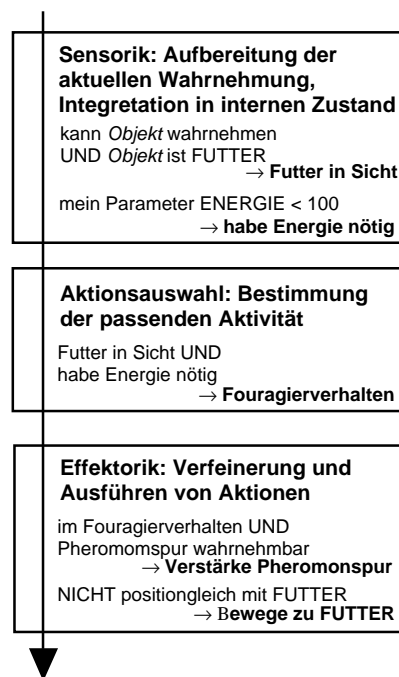 Sensorik: Aufbereitung der
aktuellen Wahrnehmung,
Integretation in internen Zustand
kann Objekt wahrnehmen
UND Objekt ist FUTTER
→ Futter in Sicht
mein Parameter ENERGIE < 100
→ habe Energie nötig
Aktionsauswahl: Bestimmung
der passenden Aktivität
Futter in Sicht UND
habe Energie nötig
→ Fouragierverhalten
Effektorik: Verfeinerung und
Ausführen von Aktionen
im Fouragierverhalten UND
Pheromomspur wahrnehmbar
→ Verstärke Pheromonspur
NICHT positiongleich mit FUTTER
→ Bewege zu FUTTER